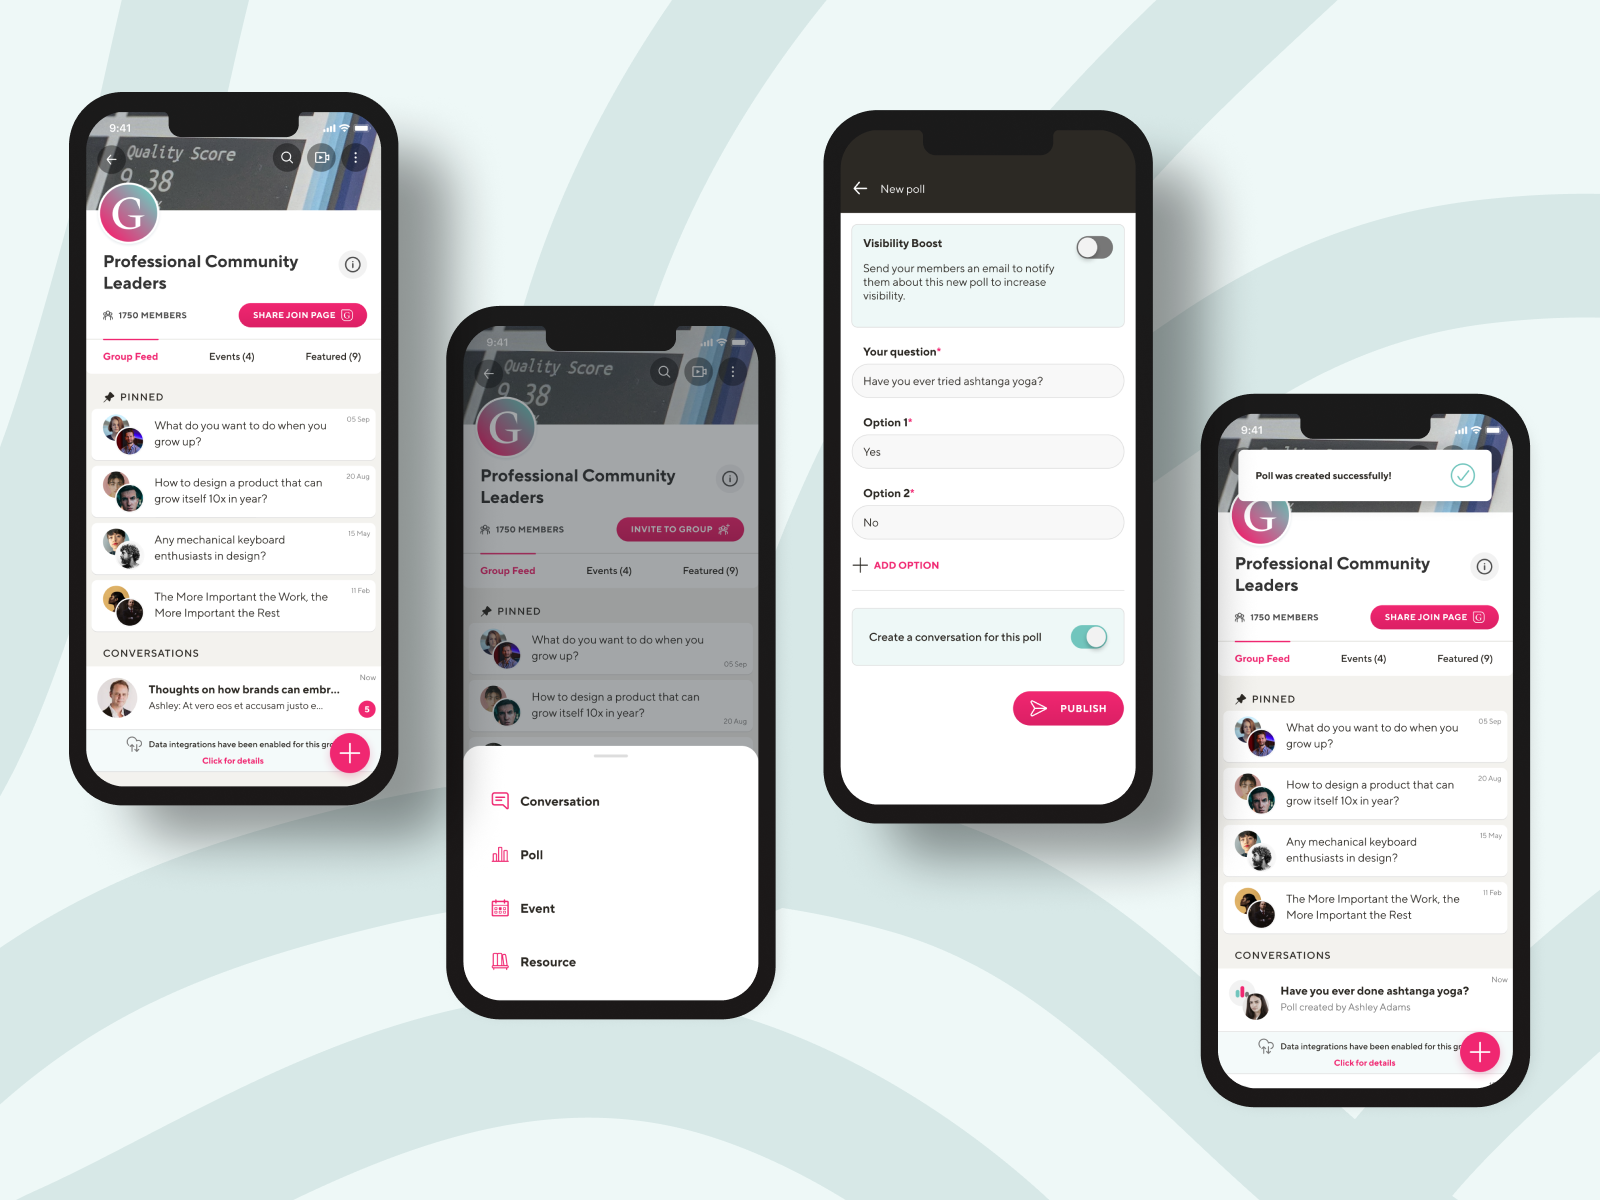 9:41
Quality Score
9.38
G
Professional Community
Leaders
1750 MEMBERS
SHARE JOIN PAGE G
Group Feed
Events (4)
Featured (9)
PINNED
What do you want to do when you
grow up?
05 Sep
How to design a product that can
grow itself 10x in year?
20 Aug
Any mechanical keyboard
enthusiasts in design?
15 May
The More Important the Work, the
More Important the Rest
11 Feb
CONVERSATIONS
Now
Thoughts on how brands can embr...
Ashley: At vero eos et accusam justo e...
5
Data integrations have been enabled for this gro
Click for details
9:41
Quality Score
9.38
G
Professional Community
Leaders
1750 MEMBERS
INVITE TO GROUP
Group Feed
Events (4)
Featured (9)
PINNED
What do you want to do when you
grow up?
05 Sep
How to design a product that can
grow itself 10x in year?
20 Aug
Conversation
Poll
Event
Resource
New poll
Visibility Boost
Send your members an email to notify
them about this new poll to increase
visibility.
Your question*
Have you ever tried ashtanga yoga?
Option 1*
Yes
Option 2*
No
ADD OPTION
Create a conversation for this poll
PUBLISH
9:41
Poll was created successfully!
G
Professional Community
Leaders
1750 MEMBERS
SHARE JOIN PAGE G
Group Feed
Events (4)
Featured (9)
PINNED
What do you want to do when you
grow up?
05 Sep
How to design a product that can
grow itself 10x in year?
20 Aug
Any mechanical keyboard
enthusiasts in design?
15 May
The More Important the Work, the
More Important the Rest
11 Feb
CONVERSATIONS
Now
Have you ever done ashtanga yoga?
Poll created by Ashley Adams
Data integrations have been enabled for this gr
Click for details